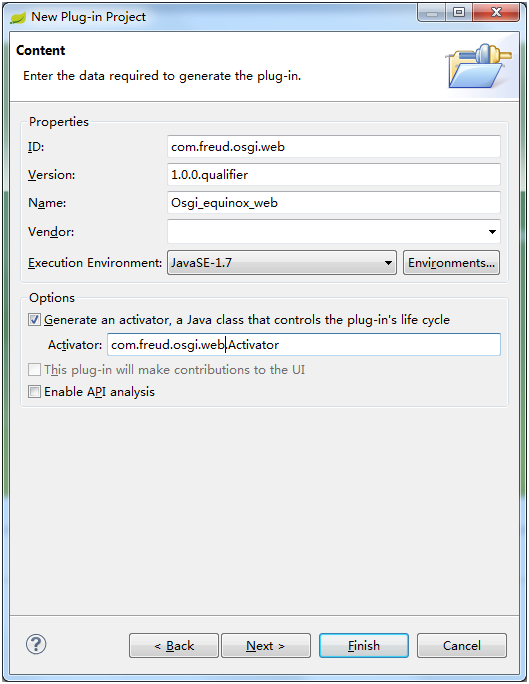 New Plug-in Project
Content
Enter the data required to generate the plug-in.
Properties
ID: com.freud.osgi.web
Version: 1.0.0.qualifier
Name: Osgi_equinox_web
Vendor:
Execution Environment: JavaSE-1.7 Environments...
Options
Generate an activator, a Java class that controls the plug-in's life cycle
Activator: com.freud.osgi.web.Activator
This plug-in will make contributions to the UI
Enable API analysis
? < Back Next > Finish Cancel